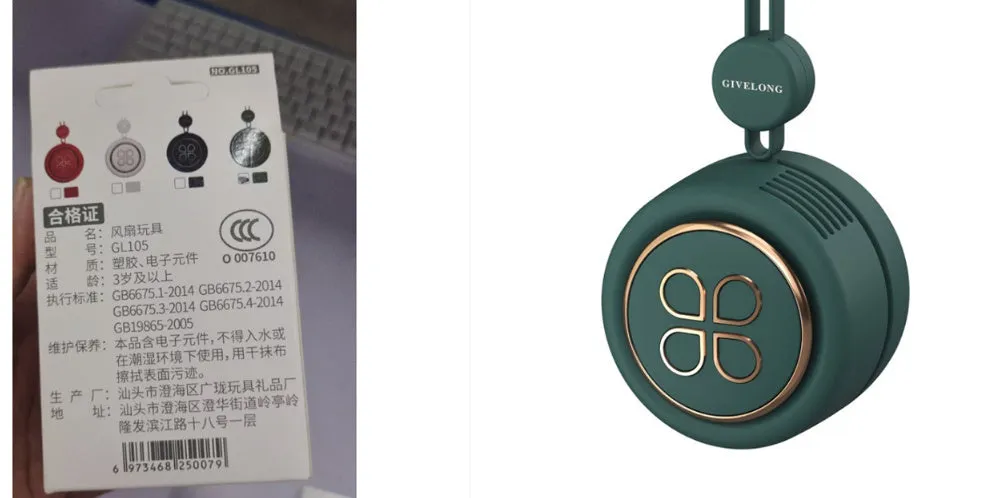 NO.GL105
合格证
品 名：风扇玩具
型 号：GL105
材 质：塑胶、电子元件
适 龄：3岁及以上
执行标准：GB6675.1-2014 GB6675.2-2014
GB6675.3-2014 GB6675.4-2014
GB19865-2005
维护保养：本品含电子元件，不得入水或
在潮湿环境下使用，用干抹布
擦拭表面污迹。
生 产 厂：汕头市澄海区广珑玩具礼品厂
地 址：汕头市澄海区澄华街道岭亭岭
隆发滨江路十八号一层
CCC
O 007610
6 973468 250079
GIVELONG